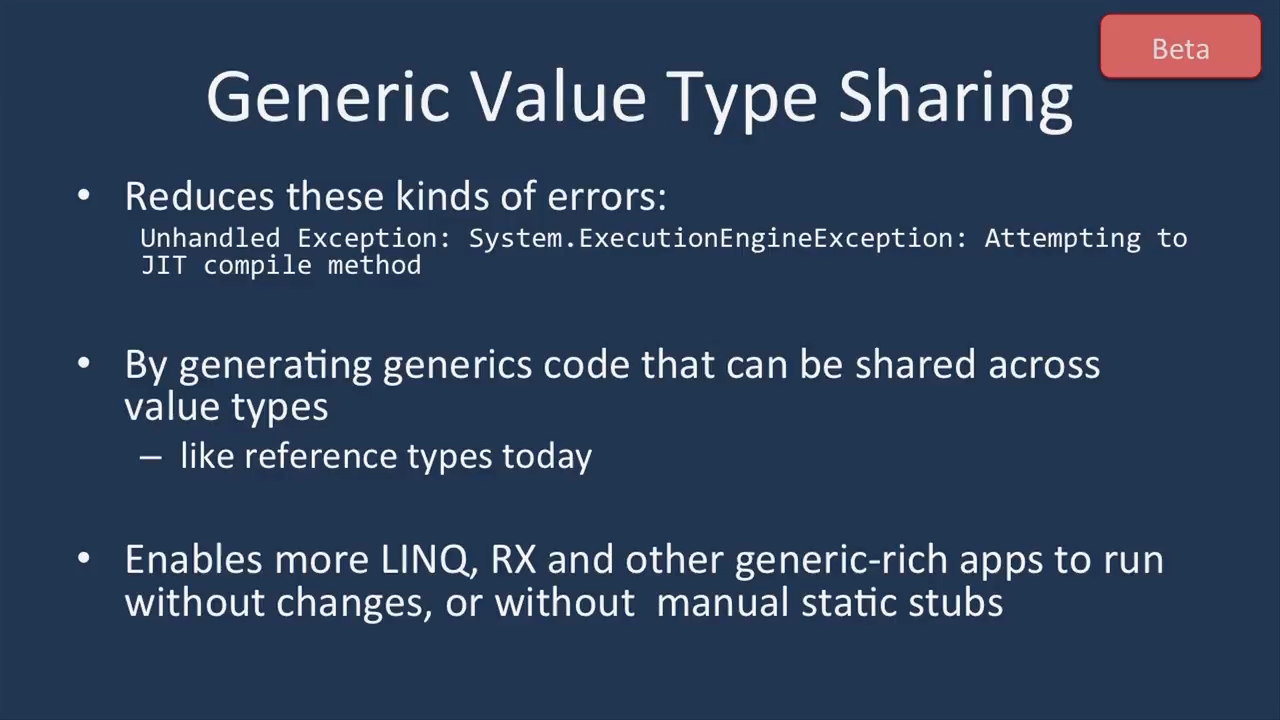 Beta
Generic Value Type Sharing
• Reduces these kinds of errors:
Unhandled Exception: System.ExecutionEngineException: Attempting to
JIT compile method
• By generating generics code that can be shared across
value types
– like reference types today
• Enables more LINQ, RX and other generic-rich apps to run
without changes, or without  manual static stubs